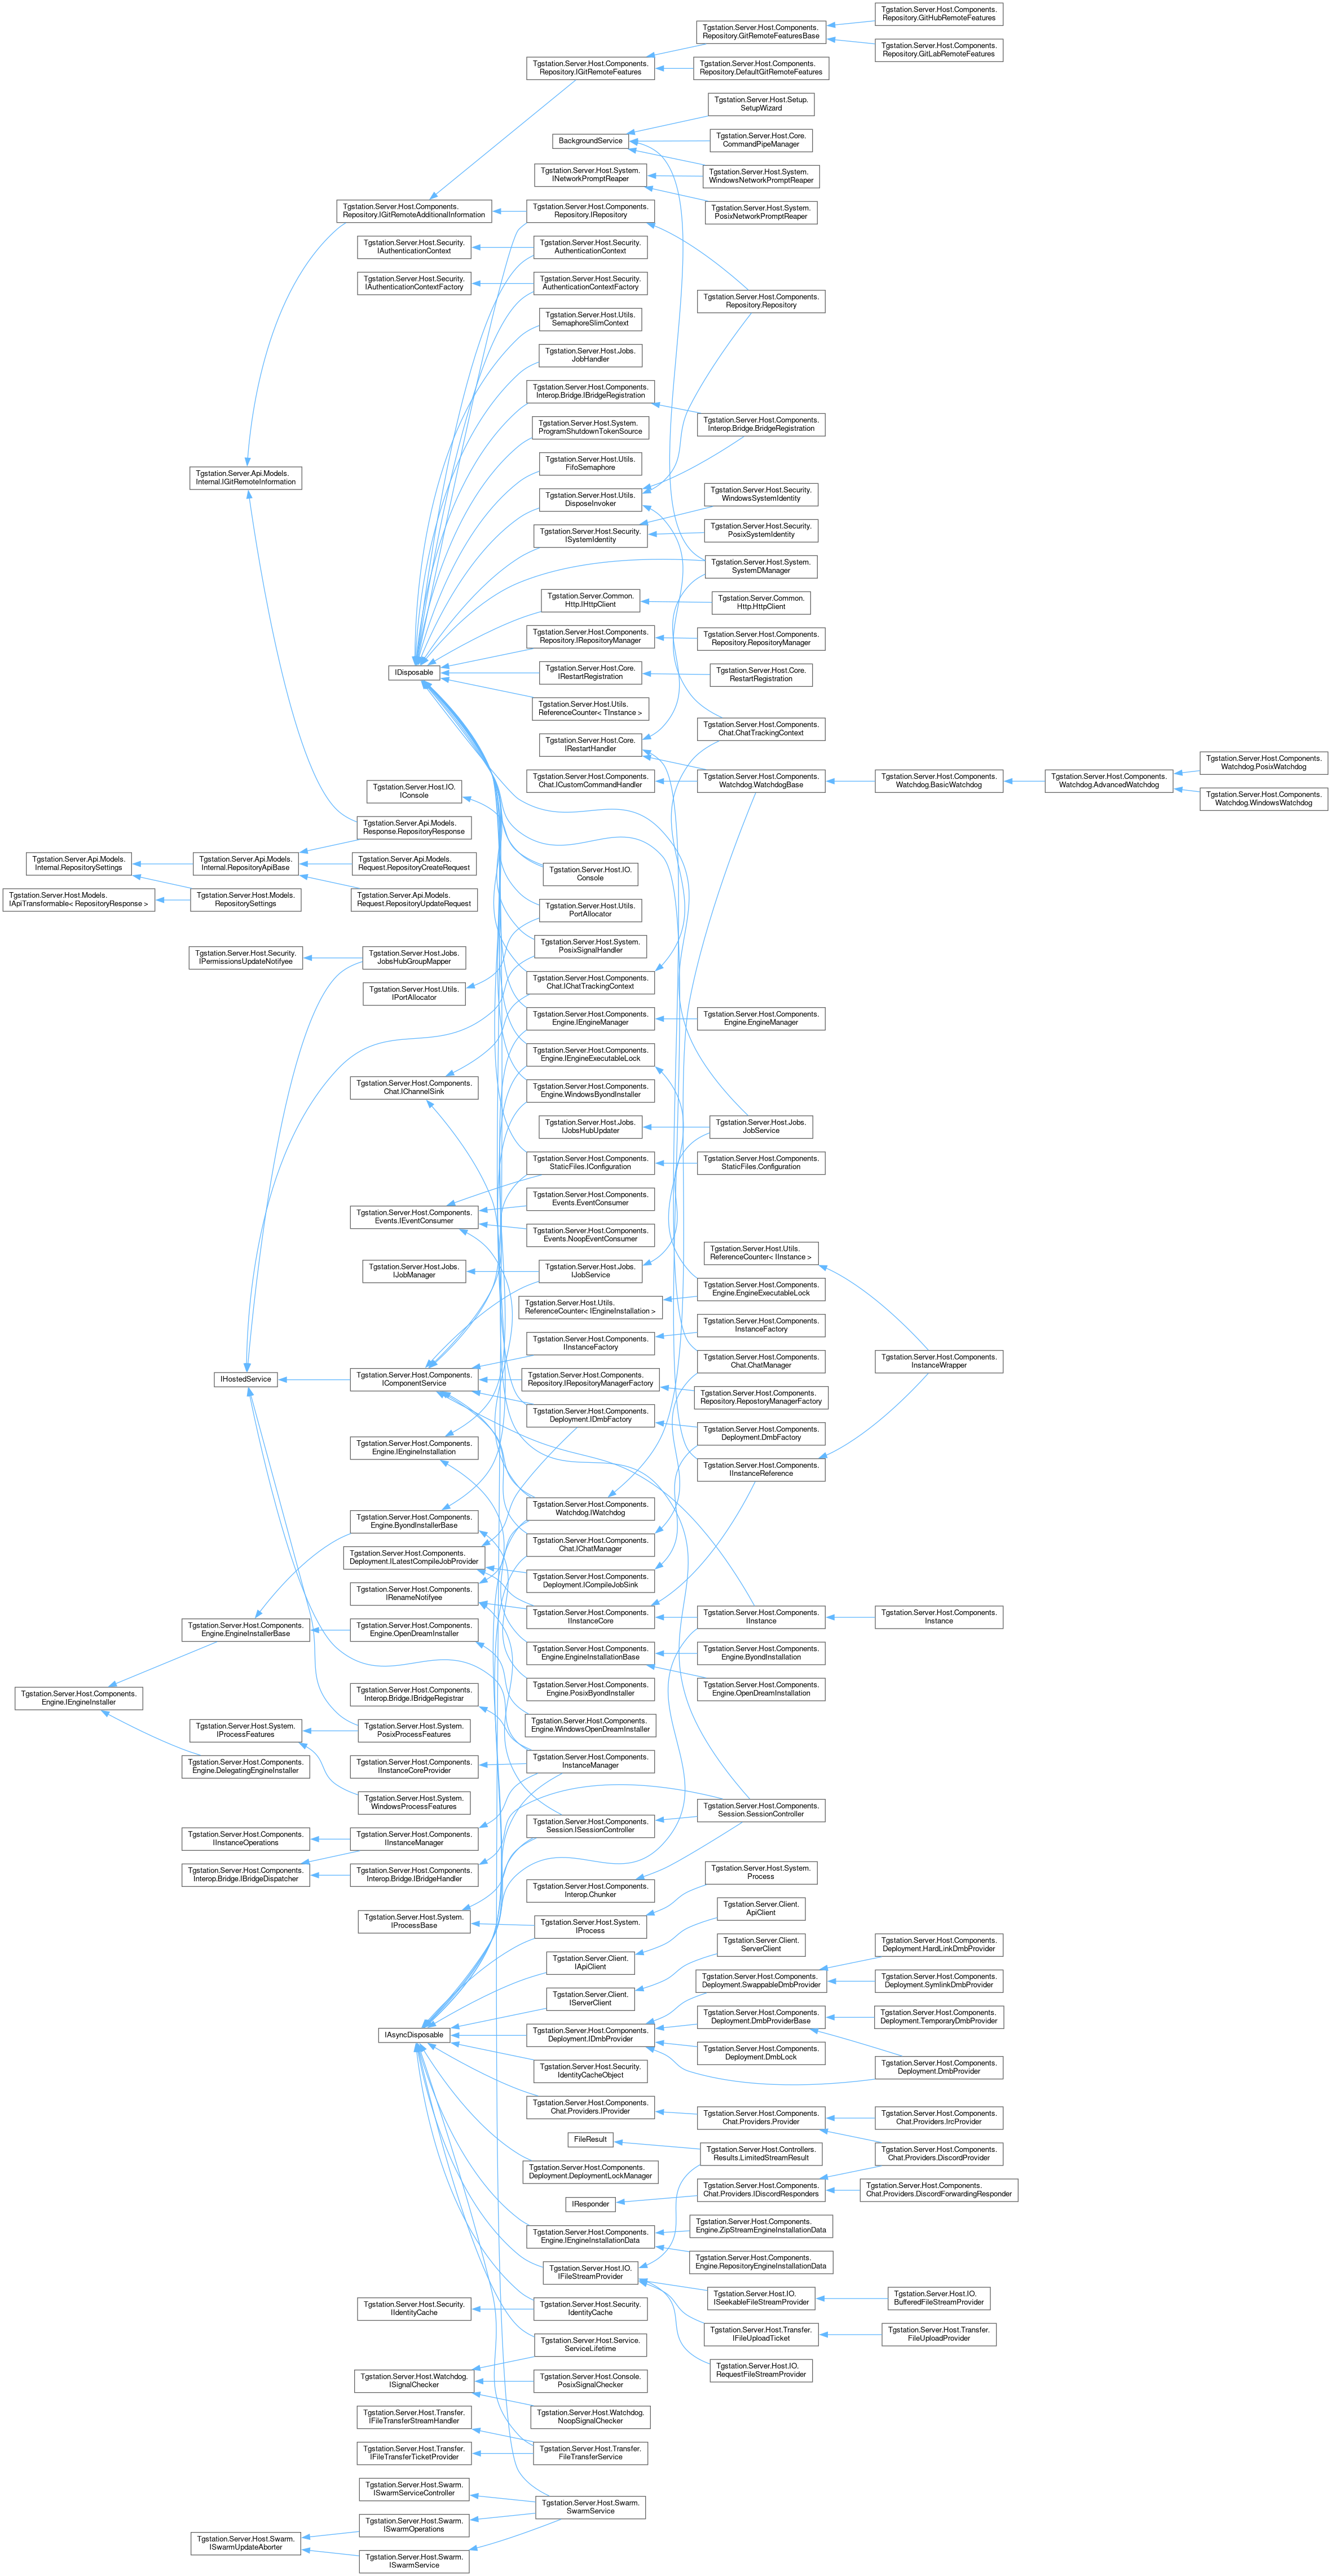 Tgstation.Server.Host.Components.
Repository.GitHubRemoteFeatures
Tgstation.Server.Host.Components.
Repository.GitRemoteFeaturesBase
Tgstation.Server.Host.Components.
Repository.GitLabRemoteFeatures
Tgstation.Server.Host.Components.
Repository.IGitRemoteFeatures
Tgstation.Server.Host.Components.
Repository.DefaultGitRemoteFeatures
Tgstation.Server.Host.Setup.
SetupWizard
BackgroundService
Tgstation.Server.Host.Core.
CommandPipeManager
Tgstation.Server.Host.System.
INetworkPromptReaper
Tgstation.Server.Host.System.
WindowsNetworkPromptReaper
Tgstation.Server.Host.System.
PosixNetworkPromptReaper
Tgstation.Server.Host.Components.
Repository.IGitRemoteAdditionalInformation
Tgstation.Server.Host.Components.
Repository.IRepository
Tgstation.Server.Host.Security.
IAuthenticationContext
Tgstation.Server.Host.Security.
AuthenticationContext
Tgstation.Server.Host.Security.
IAuthenticationContextFactory
Tgstation.Server.Host.Security.
AuthenticationContextFactory
Tgstation.Server.Host.Components.
Repository.Repository
Tgstation.Server.Host.Utils.
SemaphoreSlimContext
Tgstation.Server.Host.Jobs.
JobHandler
Tgstation.Server.Host.Components.
Interop.Bridge.IBridgeRegistration
Tgstation.Server.Host.Components.
Interop.Bridge.BridgeRegistration
Tgstation.Server.Host.System.
ProgramShutdownTokenSource
Tgstation.Server.Host.Utils.
FifoSemaphore
Tgstation.Server.Api.Models.
Internal.IGitRemoteInformation
Tgstation.Server.Host.Utils.
DisposeInvoker
Tgstation.Server.Host.Security.
WindowsSystemIdentity
Tgstation.Server.Host.Security.
ISystemIdentity
Tgstation.Server.Host.Security.
PosixSystemIdentity
Tgstation.Server.Host.System.
SystemDManager
Tgstation.Server.Common.
Http.IHttpClient
Tgstation.Server.Common.
Http.HttpClient
Tgstation.Server.Host.Components.
Repository.IRepositoryManager
Tgstation.Server.Host.Components.
Repository.RepositoryManager
IDisposable
Tgstation.Server.Host.Core.
IRestartRegistration
Tgstation.Server.Host.Core.
RestartRegistration
Tgstation.Server.Host.Utils.
ReferenceCounter< TInstance >
Tgstation.Server.Host.Components.
Chat.ChatTrackingContext
Tgstation.Server.Host.Core.
IRestartHandler
Tgstation.Server.Host.Components.
Chat.ICustomCommandHandler
Tgstation.Server.Host.Components.
Watchdog.WatchdogBase
Tgstation.Server.Host.Components.
Watchdog.BasicWatchdog
Tgstation.Server.Host.Components.
Watchdog.AdvancedWatchdog
Tgstation.Server.Host.Components.
Watchdog.PosixWatchdog
Tgstation.Server.Host.Components.
Watchdog.WindowsWatchdog
Tgstation.Server.Host.IO.
IConsole
Tgstation.Server.Api.Models.
Response.RepositoryResponse
Tgstation.Server.Api.Models.
Internal.RepositorySettings
Tgstation.Server.Api.Models.
Internal.RepositoryApiBase
Tgstation.Server.Api.Models.
Request.RepositoryCreateRequest
Tgstation.Server.Host.IO.
Console
Tgstation.Server.Host.Models.
IApiTransformable< RepositoryResponse >
Tgstation.Server.Host.Models.
RepositorySettings
Tgstation.Server.Api.Models.
Request.RepositoryUpdateRequest
Tgstation.Server.Host.Utils.
PortAllocator
Tgstation.Server.Host.System.
PosixSignalHandler
Tgstation.Server.Host.Security.
IPermissionsUpdateNotifyee
Tgstation.Server.Host.Jobs.
JobsHubGroupMapper
Tgstation.Server.Host.Components.
Chat.IChatTrackingContext
Tgstation.Server.Host.Utils.
IPortAllocator
Tgstation.Server.Host.Components.
Engine.IEngineManager
Tgstation.Server.Host.Components.
Engine.EngineManager
Tgstation.Server.Host.Components.
Engine.IEngineExecutableLock
Tgstation.Server.Host.Components.
Chat.IChannelSink
Tgstation.Server.Host.Components.
Engine.WindowsByondInstaller
Tgstation.Server.Host.Jobs.
IJobsHubUpdater
Tgstation.Server.Host.Jobs.
JobService
Tgstation.Server.Host.Components.
StaticFiles.IConfiguration
Tgstation.Server.Host.Components.
StaticFiles.Configuration
Tgstation.Server.Host.Components.
Events.EventConsumer
Tgstation.Server.Host.Components.
Events.IEventConsumer
Tgstation.Server.Host.Components.
Events.NoopEventConsumer
Tgstation.Server.Host.Utils.
ReferenceCounter< IInstance >
Tgstation.Server.Host.Jobs.
IJobManager
Tgstation.Server.Host.Jobs.
IJobService
Tgstation.Server.Host.Components.
Engine.EngineExecutableLock
Tgstation.Server.Host.Utils.
ReferenceCounter< IEngineInstallation >
Tgstation.Server.Host.Components.
InstanceFactory
Tgstation.Server.Host.Components.
IInstanceFactory
Tgstation.Server.Host.Components.
Chat.ChatManager
Tgstation.Server.Host.Components.
InstanceWrapper
IHostedService
Tgstation.Server.Host.Components.
IComponentService
Tgstation.Server.Host.Components.
Repository.IRepositoryManagerFactory
Tgstation.Server.Host.Components.
Repository.RepostoryManagerFactory
Tgstation.Server.Host.Components.
Deployment.IDmbFactory
Tgstation.Server.Host.Components.
Deployment.DmbFactory
Tgstation.Server.Host.Components.
Engine.IEngineInstallation
Tgstation.Server.Host.Components.
IInstanceReference
Tgstation.Server.Host.Components.
Watchdog.IWatchdog
Tgstation.Server.Host.Components.
Engine.ByondInstallerBase
Tgstation.Server.Host.Components.
Chat.IChatManager
Tgstation.Server.Host.Components.
Deployment.ILatestCompileJobProvider
Tgstation.Server.Host.Components.
Deployment.ICompileJobSink
Tgstation.Server.Host.Components.
IRenameNotifyee
Tgstation.Server.Host.Components.
IInstanceCore
Tgstation.Server.Host.Components.
IInstance
Tgstation.Server.Host.Components.
Instance
Tgstation.Server.Host.Components.
Engine.EngineInstallerBase
Tgstation.Server.Host.Components.
Engine.OpenDreamInstaller
Tgstation.Server.Host.Components.
Engine.EngineInstallationBase
Tgstation.Server.Host.Components.
Engine.ByondInstallation
Tgstation.Server.Host.Components.
Engine.IEngineInstaller
Tgstation.Server.Host.Components.
Interop.Bridge.IBridgeRegistrar
Tgstation.Server.Host.Components.
Engine.PosixByondInstaller
Tgstation.Server.Host.Components.
Engine.OpenDreamInstallation
Tgstation.Server.Host.System.
IProcessFeatures
Tgstation.Server.Host.System.
PosixProcessFeatures
Tgstation.Server.Host.Components.
Engine.WindowsOpenDreamInstaller
Tgstation.Server.Host.Components.
Engine.DelegatingEngineInstaller
Tgstation.Server.Host.Components.
IInstanceCoreProvider
Tgstation.Server.Host.Components.
InstanceManager
Tgstation.Server.Host.System.
WindowsProcessFeatures
Tgstation.Server.Host.Components.
Session.SessionController
Tgstation.Server.Host.Components.
IInstanceOperations
Tgstation.Server.Host.Components.
IInstanceManager
Tgstation.Server.Host.Components.
Session.ISessionController
Tgstation.Server.Host.Components.
Interop.Bridge.IBridgeDispatcher
Tgstation.Server.Host.Components.
Interop.Bridge.IBridgeHandler
Tgstation.Server.Host.Components.
Interop.Chunker
Tgstation.Server.Host.System.
Process
Tgstation.Server.Host.System.
IProcessBase
Tgstation.Server.Host.System.
IProcess
Tgstation.Server.Client.
ApiClient
Tgstation.Server.Client.
IApiClient
Tgstation.Server.Client.
ServerClient
Tgstation.Server.Client.
IServerClient
Tgstation.Server.Host.Components.
Deployment.SwappableDmbProvider
Tgstation.Server.Host.Components.
Deployment.HardLinkDmbProvider
Tgstation.Server.Host.Components.
Deployment.SymlinkDmbProvider
IAsyncDisposable
Tgstation.Server.Host.Components.
Deployment.IDmbProvider
Tgstation.Server.Host.Components.
Deployment.DmbProviderBase
Tgstation.Server.Host.Components.
Deployment.TemporaryDmbProvider
Tgstation.Server.Host.Components.
Deployment.DmbLock
Tgstation.Server.Host.Components.
Deployment.DmbProvider
Tgstation.Server.Host.Security.
IdentityCacheObject
Tgstation.Server.Host.Components.
Chat.Providers.IProvider
Tgstation.Server.Host.Components.
Chat.Providers.Provider
Tgstation.Server.Host.Components.
Chat.Providers.IrcProvider
FileResult
Tgstation.Server.Host.Controllers.
Results.LimitedStreamResult
Tgstation.Server.Host.Components.
Chat.Providers.DiscordProvider
Tgstation.Server.Host.Components.
Deployment.DeploymentLockManager
IResponder
Tgstation.Server.Host.Components.
Chat.Providers.IDiscordResponders
Tgstation.Server.Host.Components.
Chat.Providers.DiscordForwardingResponder
Tgstation.Server.Host.Components.
Engine.IEngineInstallationData
Tgstation.Server.Host.Components.
Engine.ZipStreamEngineInstallationData
Tgstation.Server.Host.Components.
Engine.RepositoryEngineInstallationData
Tgstation.Server.Host.IO.
IFileStreamProvider
Tgstation.Server.Host.IO.
ISeekableFileStreamProvider
Tgstation.Server.Host.IO.
BufferedFileStreamProvider
Tgstation.Server.Host.Security.
IIdentityCache
Tgstation.Server.Host.Security.
IdentityCache
Tgstation.Server.Host.Transfer.
IFileUploadTicket
Tgstation.Server.Host.Transfer.
FileUploadProvider
Tgstation.Server.Host.Service.
ServiceLifetime
Tgstation.Server.Host.IO.
RequestFileStreamProvider
Tgstation.Server.Host.Watchdog.
ISignalChecker
Tgstation.Server.Host.Console.
PosixSignalChecker
Tgstation.Server.Host.Watchdog.
NoopSignalChecker
Tgstation.Server.Host.Transfer.
IFileTransferStreamHandler
Tgstation.Server.Host.Transfer.
IFileTransferTicketProvider
Tgstation.Server.Host.Transfer.
FileTransferService
Tgstation.Server.Host.Swarm.
ISwarmServiceController
Tgstation.Server.Host.Swarm.
SwarmService
Tgstation.Server.Host.Swarm.
ISwarmOperations
Tgstation.Server.Host.Swarm.
ISwarmUpdateAborter
Tgstation.Server.Host.Swarm.
ISwarmService